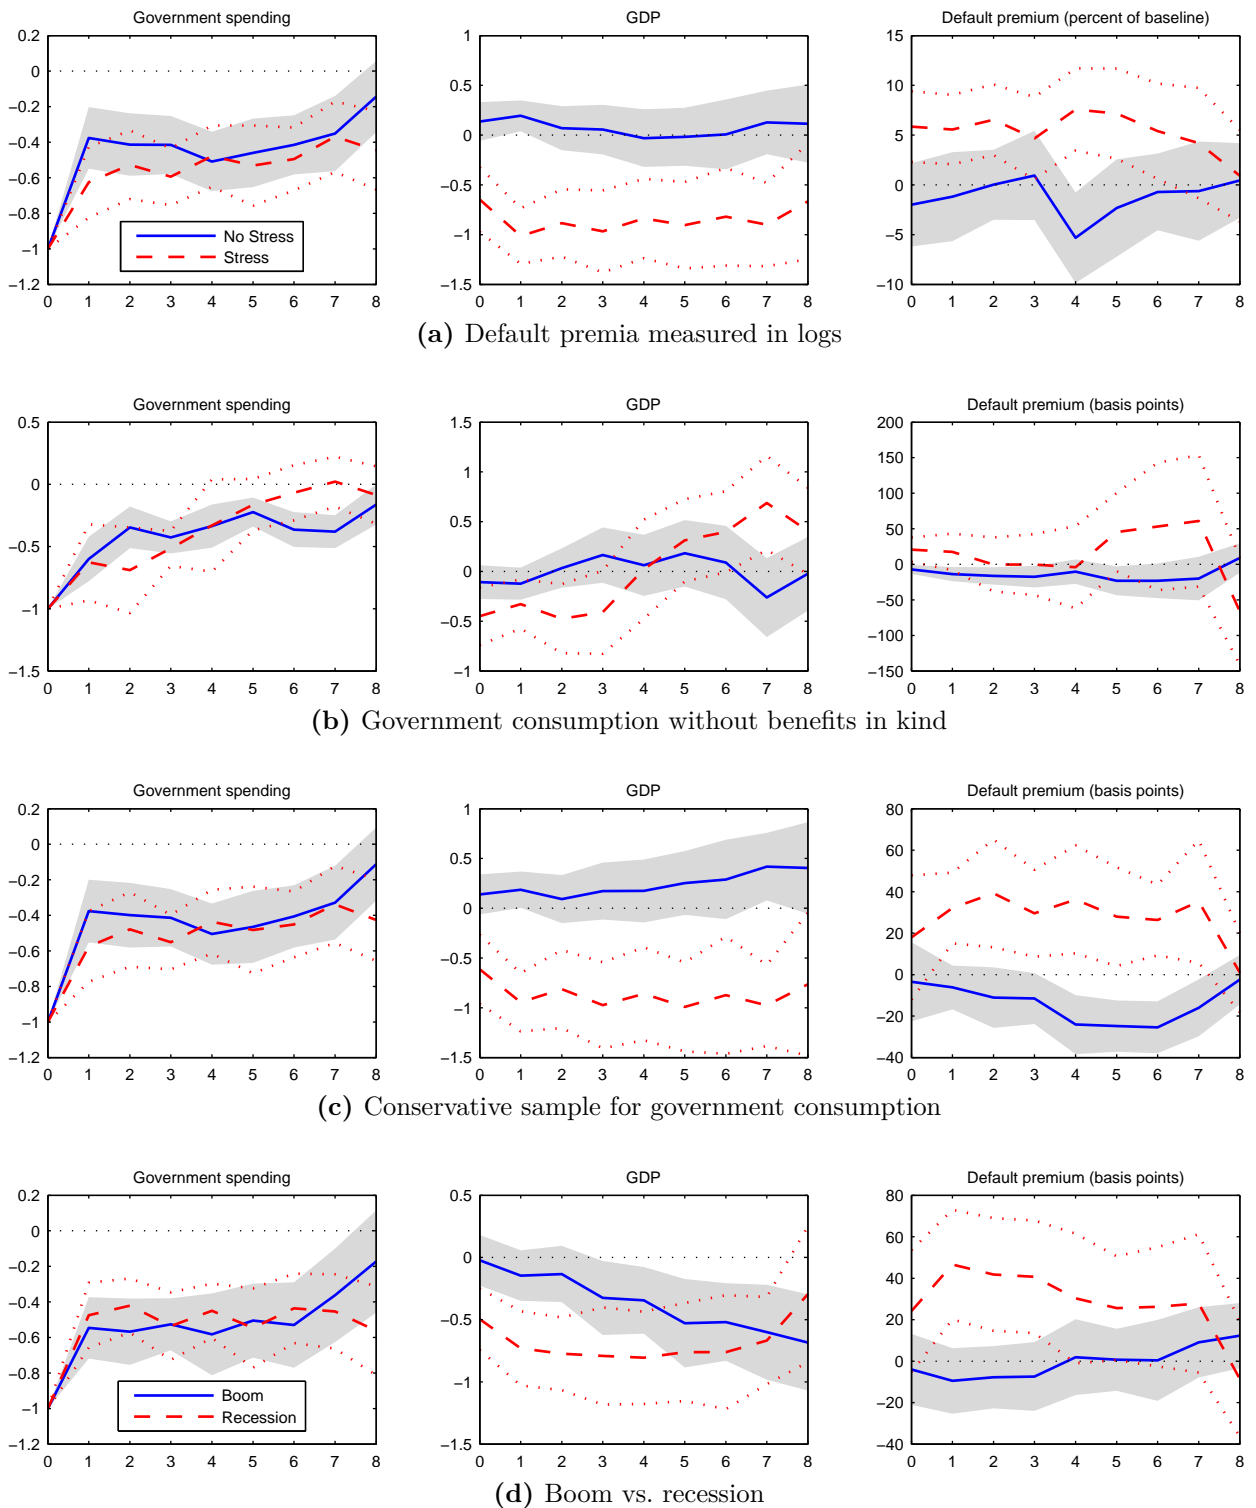 Government spending
GDP
Default premium (percent of baseline)
0.2
0
−0.2
−0.4
−0.6
−0.8
−1
−1.2
No Stress
Stress
0 1 2 3 4 5 6 7 8
1
0.5
0
−0.5
−1
−1.5
0 1 2 3 4 5 6 7 8
15
10
5
0
−5
−10
0 1 2 3 4 5 6 7 8
(a) Default premia measured in logs
Government spending
GDP
Default premium (basis points)
0.5
0
−0.5
−1
−1.5
0 1 2 3 4 5 6 7 8
1.5
1
0.5
0
−0.5
−1
0 1 2 3 4 5 6 7 8
200
150
100
50
0
−50
−100
−150
0 1 2 3 4 5 6 7 8
(b) Government consumption without benefits in kind
Government spending
GDP
Default premium (basis points)
0.2
0
−0.2
−0.4
−0.6
−0.8
−1
−1.2
0 1 2 3 4 5 6 7 8
1
0.5
0
−0.5
−1
−1.5
0 1 2 3 4 5 6 7 8
80
60
40
20
0
−20
−40
0 1 2 3 4 5 6 7 8
(c) Conservative sample for government consumption
Government spending
GDP
Default premium (basis points)
0.2
0
−0.2
−0.4
−0.6
−0.8
−1
−1.2
Boom
Recession
0 1 2 3 4 5 6 7 8
0.5
0
−0.5
−1
−1.5
0 1 2 3 4 5 6 7 8
80
60
40
20
0
−20
−40
0 1 2 3 4 5 6 7 8
(d) Boom vs. recession